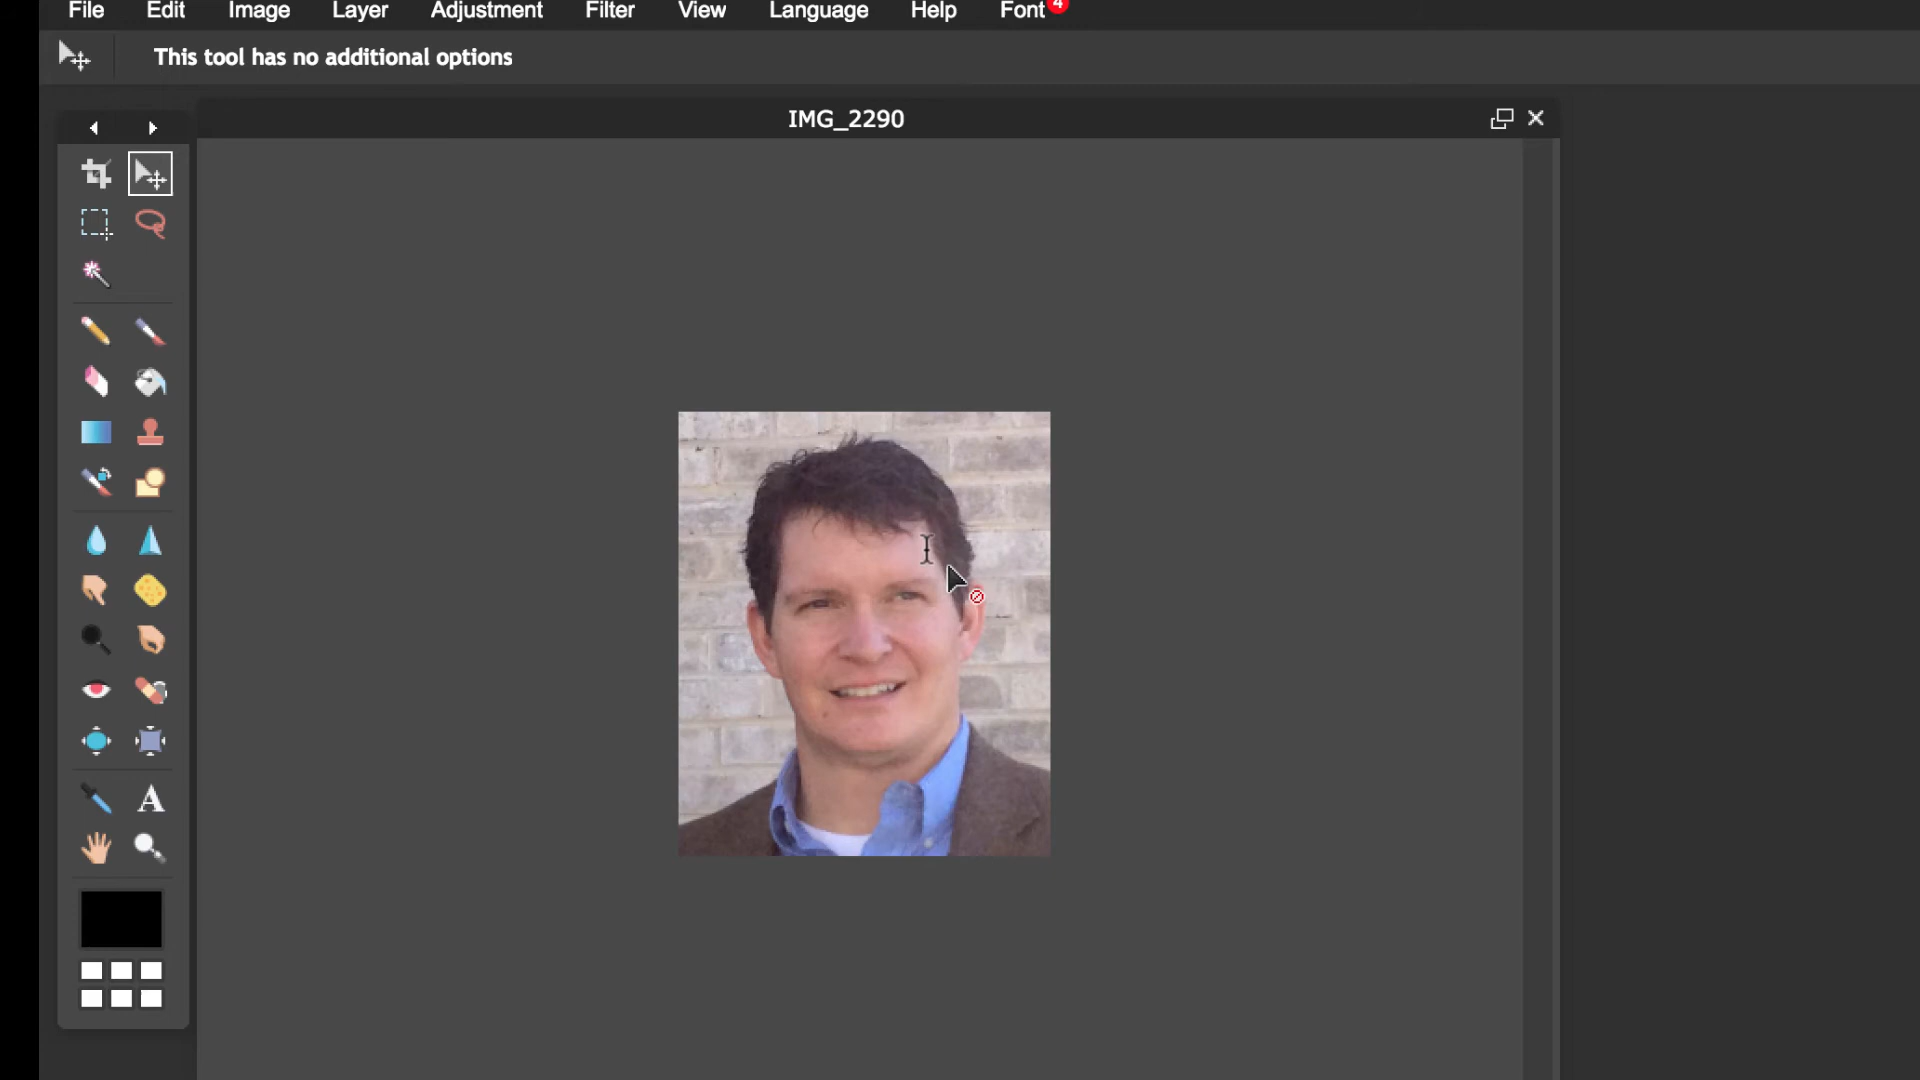 File Edit Image Layer Adjustment Filter View Language Help Font 4
This tool has no additional options
IMG_2290
A